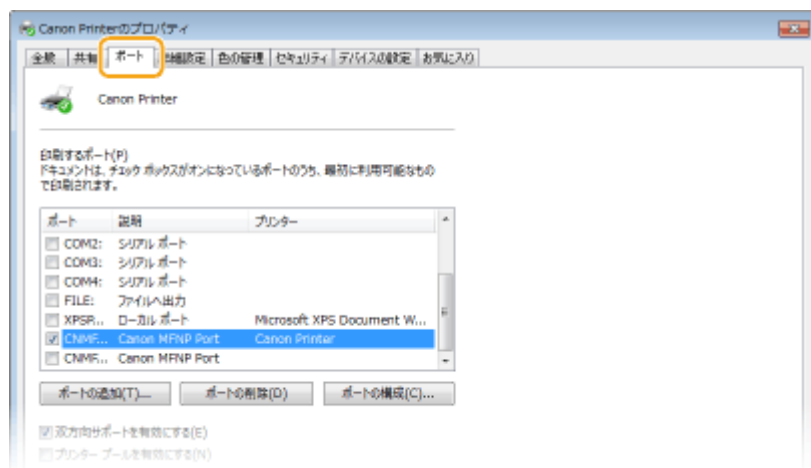 Canon Printerのプロパティ
全般 共有 ポート 詳細設定 色の管理 セキュリティ デバイスの設定 お気に入り
Canon Printer
印刷するポート(P)
ドキュメントは、チェック ボックスがオンになっているポートのうち、最初に利用可能なもの
で印刷されます。
ポート 説明 プリンター
COM2: シリアル ポート
COM3: シリアル ポート
COM4: シリアル ポート
FILE: ファイルへ出力
XPSR... ローカル ポート Microsoft XPS Document W...
CNMF... Canon MFNP Port Canon Printer
CNMF... Canon MFNP Port
ポートの追加(T)... ポートの削除(D) ポートの構成(C)...
双方向サポートを有効にする(E)
プリンター プールを有効にする(N)